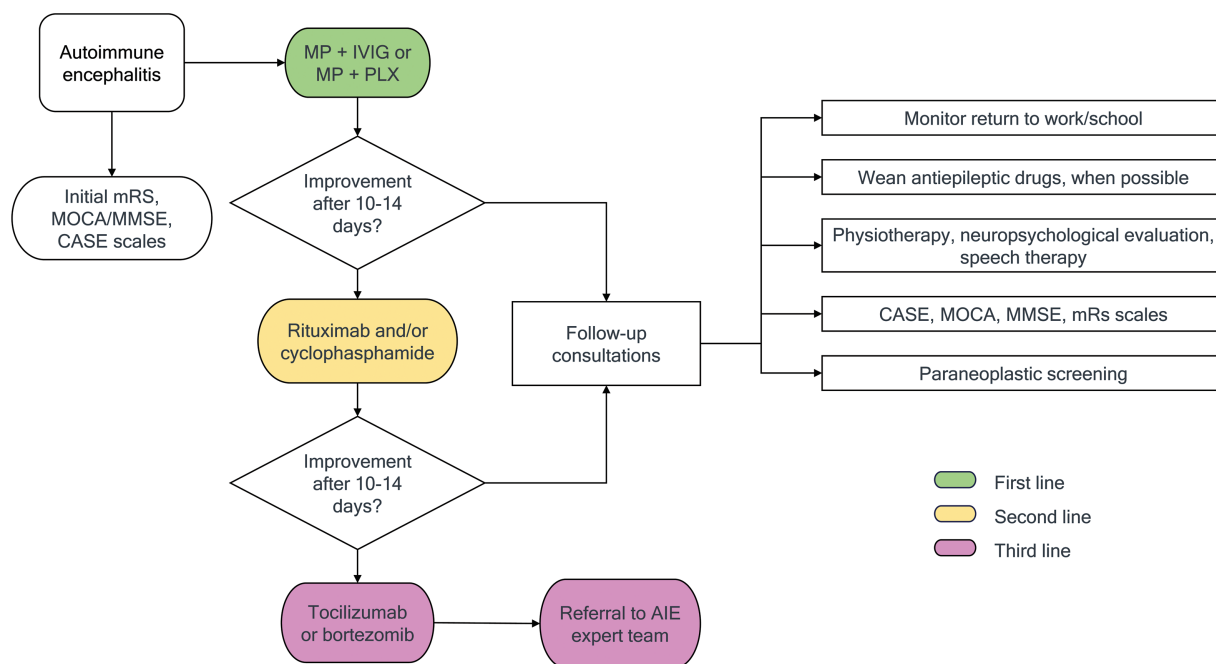 Autoimmune
encephalitis
MP + IVIG or
MP + PLX
Initial mRS,
MOCA/MMSE,
CASE scales
Improvement
after 10-14
days?
Rituximab and/or
cyclophasphamide
Improvement
after 10-14
days?
Tocilizumab
or bortezomib
Referral to AIE
expert team
Follow-up
consultations
Monitor return to work/school
Wean antiepileptic drugs, when possible
Physiotherapy, neuropsychological evaluation,
speech therapy
CASE, MOCA, MMSE, mRs scales
Paraneoplastic screening
First line
Second line
Third line